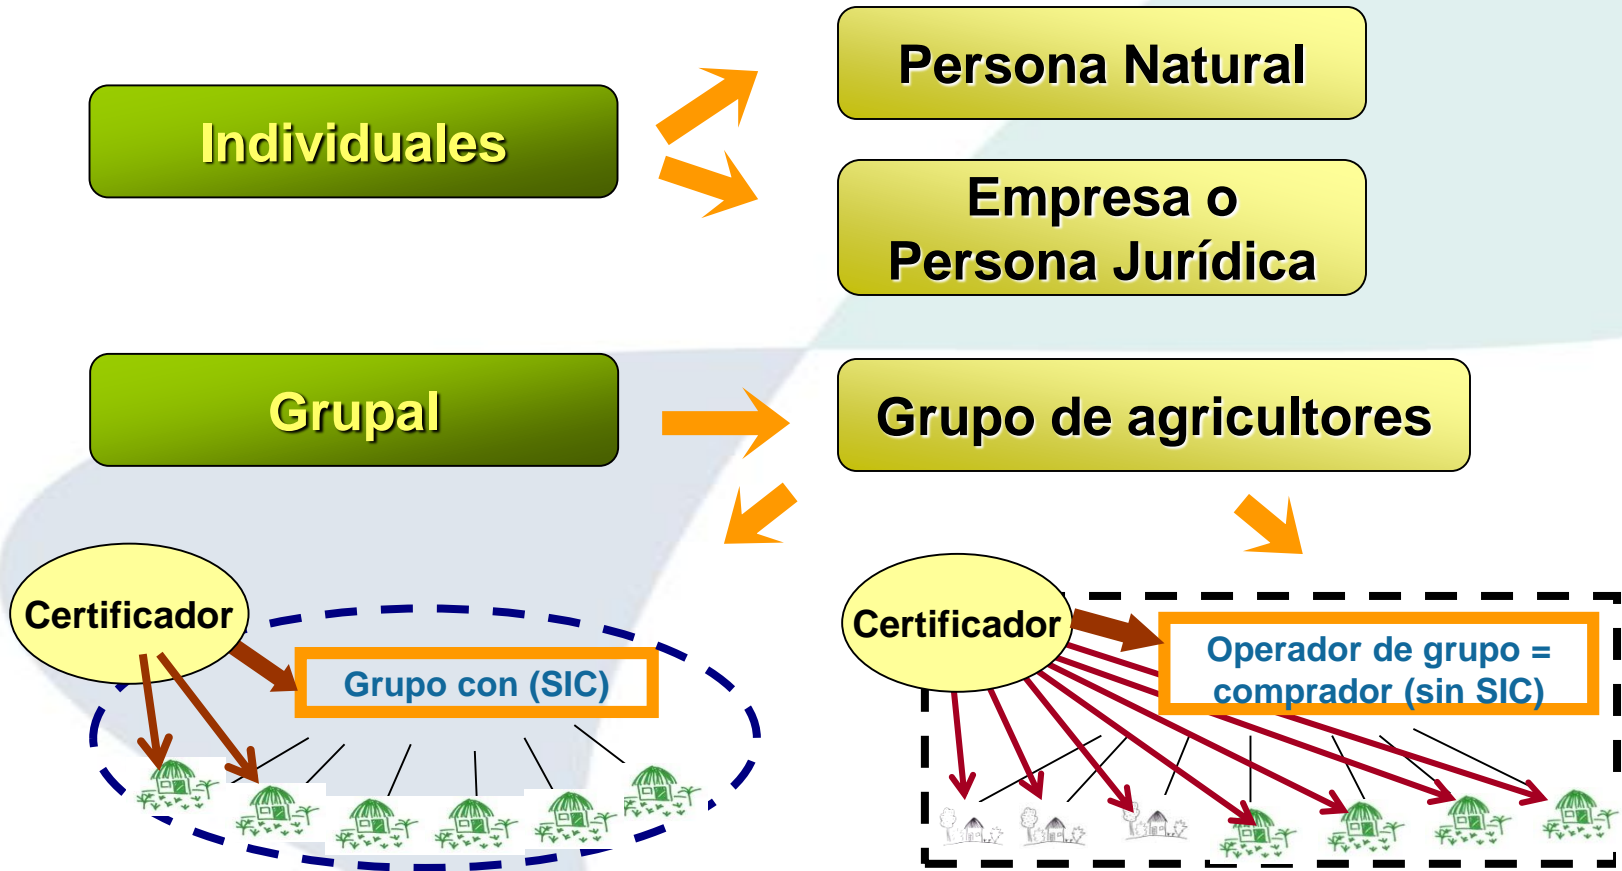 Individuales
Persona Natural
Empresa o
Persona Jurídica
Grupal
Grupo de agricultores
Certificador
Grupo con (SIC)
Certificador
Operador de grupo =
comprador (sin SIC)